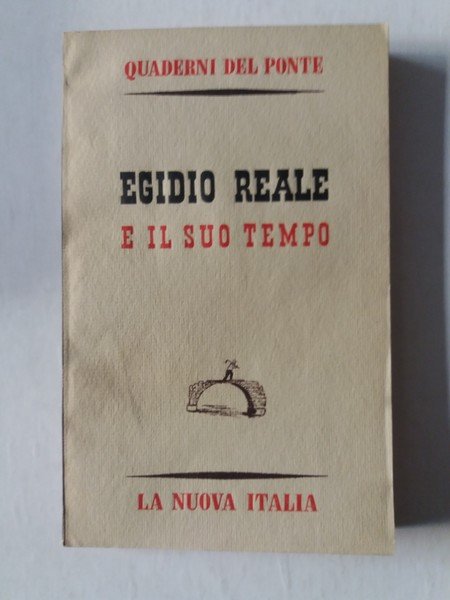 QUADERNI DEL PONTE
EGIDIO REALE
E IL SUO TEMPO
LA NUOVA ITALIA